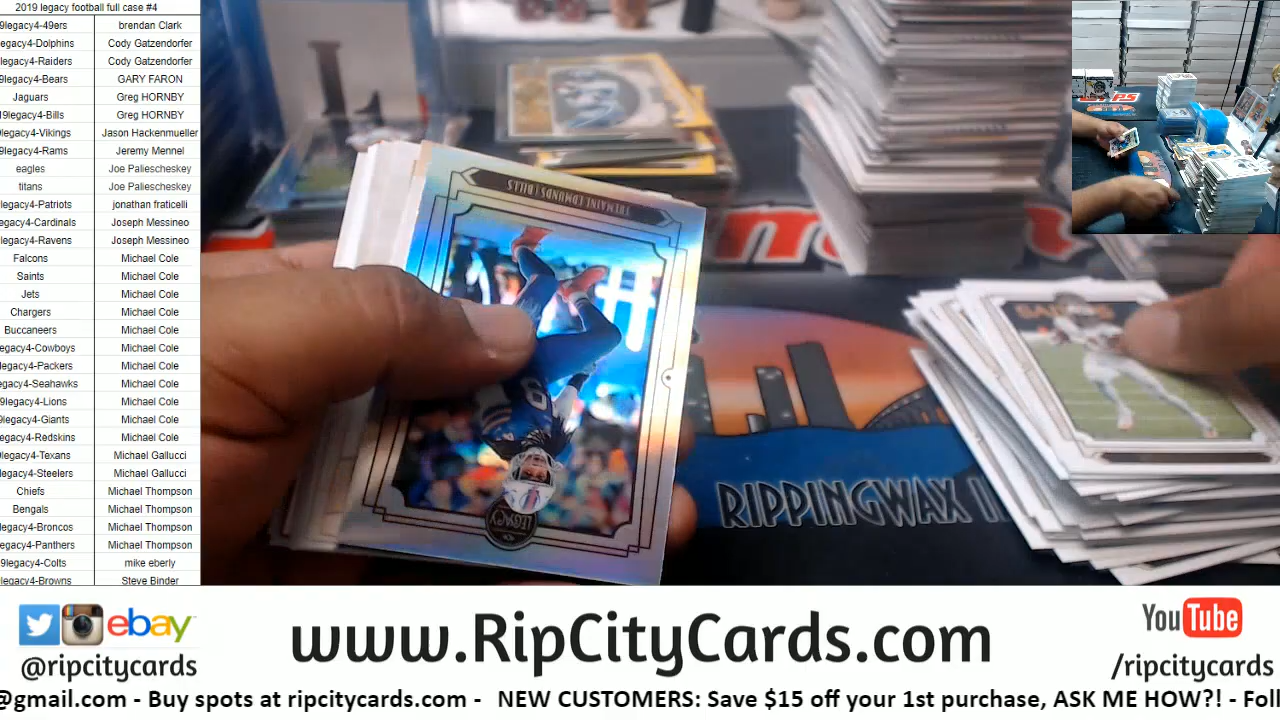 2019 legacy football full case #4
9legacy4-49ers brendan Clark
legacy4-Dolphins Cody Gatzendorfer
legacy4-Raiders Cody Gatzendorfer
legacy4-Bears GARY FARON
Jaguars Greg HORNBY
19legacy4-Bills Greg HORNBY
legacy4-Vikings Jason Hackenmueller
9legacy4-Rams Jeremy Mennel
eagles Joe Paliescheskey
titans Joe Paliescheskey
legacy4-Patriots jonathan fraticelli
legacy4-Cardinals Joseph Messineo
legacy4-Ravens Joseph Messineo
Falcons Michael Cole
Saints Michael Cole
Jets Michael Cole
Chargers Michael Cole
Buccaneers Michael Cole
egacy4-Cowboys Michael Cole
egacy4-Packers Michael Cole
egacy4-Seahawks Michael Cole
9legacy4-Lions Michael Cole
9legacy4-Giants Michael Cole
egacy4-Redskins Michael Cole
legacy4-Texans Michael Gallucci
legacy4-Steelers Michael Gallucci
Chiefs Michael Thompson
Bengals Michael Thompson
legacy4-Broncos Michael Thompson
egacy4-Panthers Michael Thompson
9legacy4-Colts mike eberly
legacy4-Browns Steve Binder
TREMAINE EDMUNDS | BILLS
LEGACY
RIPPINGWAX
ebay
@ripcitycards
www.RipCityCards.com
YouTube
/ripcitycards
@gmail.com - Buy spots at ripcitycards.com - NEW CUSTOMERS: Save $15 off your 1st purchase, ASK ME HOW?! - Foll